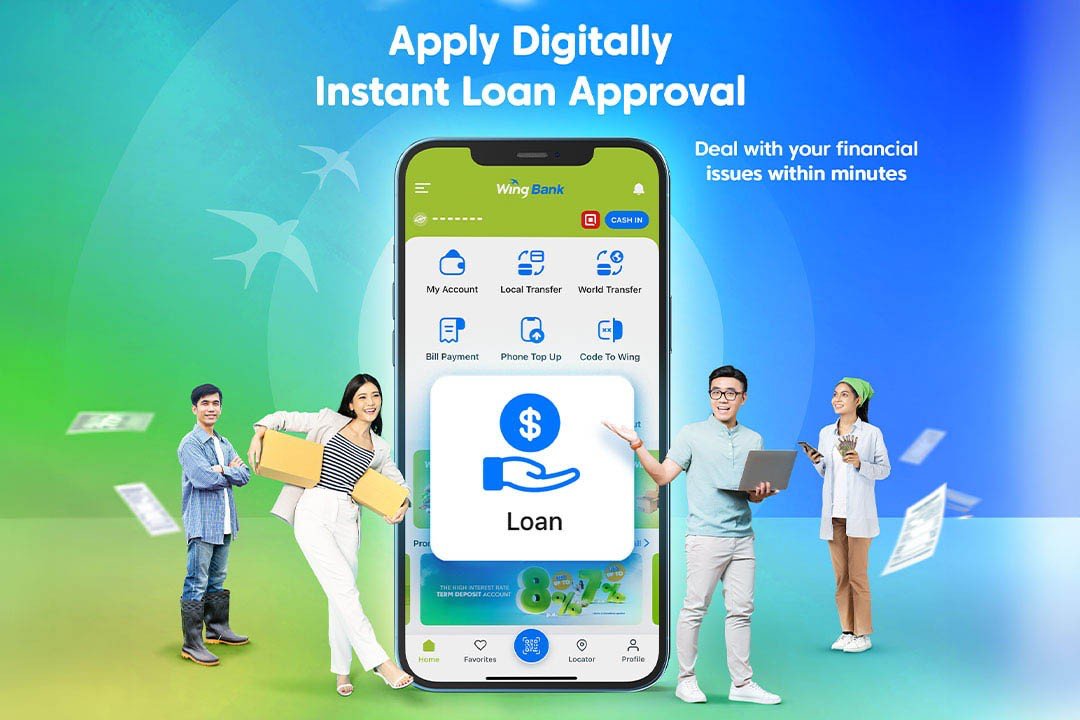 Apply Digitally
Instant Loan Approval
Deal with your financial
issues within minutes
Wing Bank
CASH IN
My Account
Local Transfer
World Transfer
Bill Payment
Phone Top Up
Code To Wing
Loan
THE HIGH-INTEREST RATE
TERM DEPOSIT ACCOUNT
8%
7%
Home
Favorites
Locator
Profile